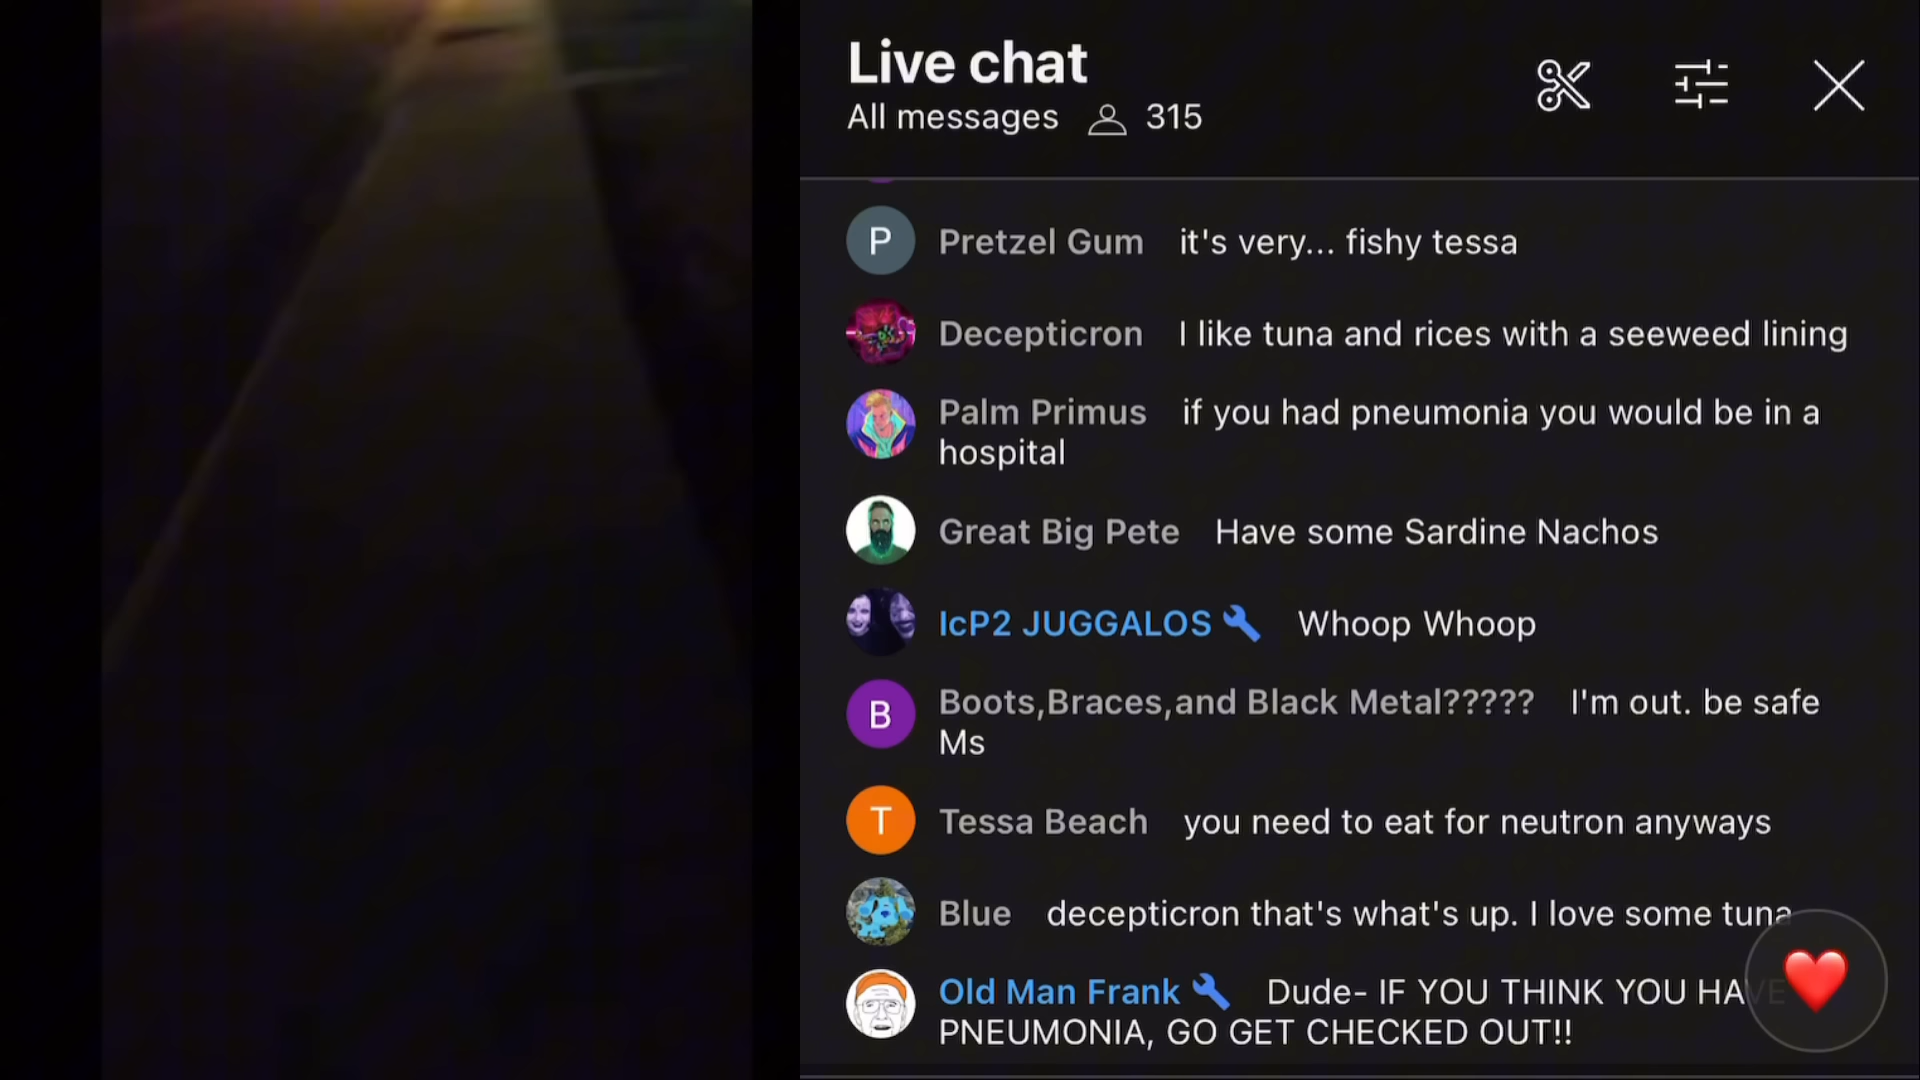 Live chat
All messages 315
P Pretzel Gum it's very... fishy tessa
Decepticron I like tuna and rices with a seeweed lining
Palm Primus if you had pneumonia you would be in a
hospital
Great Big Pete Have some Sardine Nachos
IcP2 JUGGALOS Whoop Whoop
B Boots,Braces,and Black Metal????? I'm out. be safe
Ms
T Tessa Beach you need to eat for neutron anyways
Blue decepticron that's what's up. I love some tuna
Old Man Frank Dude- IF YOU THINK YOU HAVE
PNEUMONIA, GO GET CHECKED OUT!!